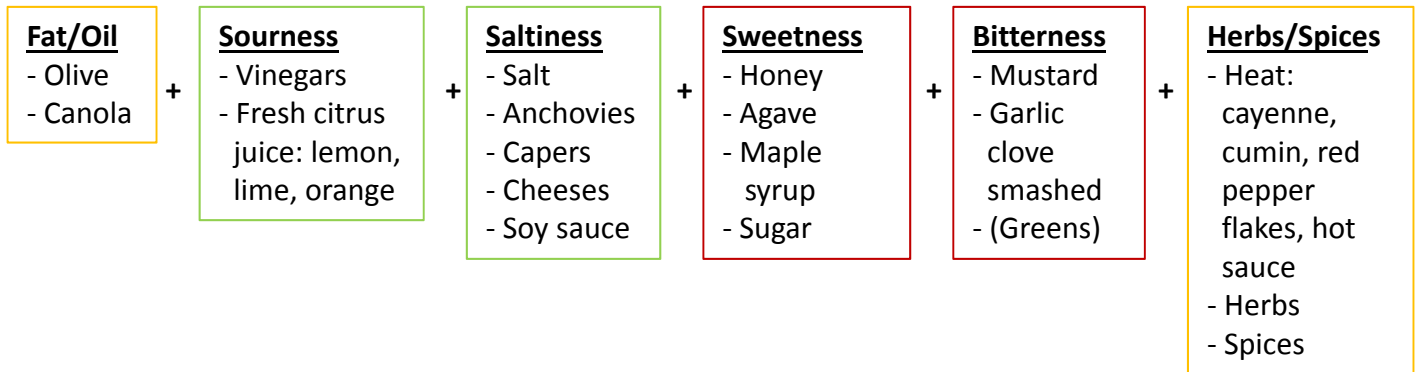 Fat/Oil
- Olive
- Canola
+
Sourness
- Vinegars
- Fresh citrus
juice: lemon,
lime, orange
+
Saltiness
- Salt
- Anchovies
- Capers
- Cheeses
- Soy sauce
+
Sweetness
- Honey
- Agave
- Maple
syrup
- Sugar
+
Bitterness
- Mustard
- Garlic
clove
smashed
- (Greens)
+
Herbs/Spices
- Heat:
cayenne,
cumin, red
pepper
flakes, hot
sauce
- Herbs
- Spices